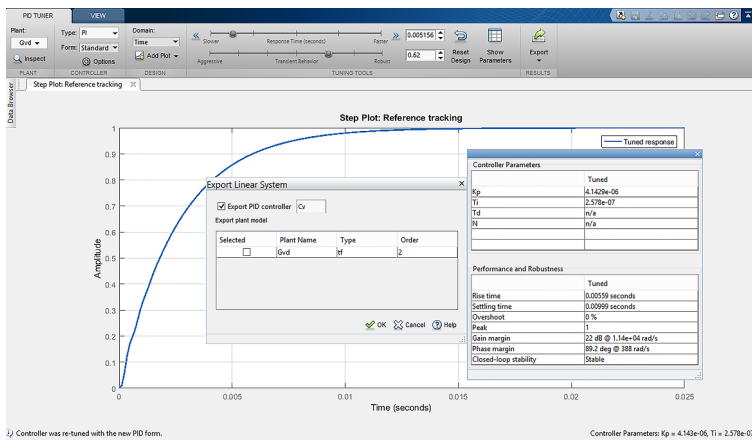 PID TUNER VIEW
Plant: Type: PI Domain:
Gvd Form: Standard Time
Slower Response Time (seconds) Faster 0.005156
Inspect Options Add Plot
Aggressive Transient Behavior Robust 0.62
Reset Design Show Parameters Export
PLANT CONTROLLER DESIGN TUNING TOOLS RESULTS
Data Browser
Step Plot: Reference tracking
Step Plot: Reference tracking
Tuned response
Amplitude
1
0.9
0.8
0.7
0.6
0.5
0.4
0.3
0.2
0.1
0
0 0.005 0.01 0.015 0.02 0.025
Time (seconds)
Export Linear System
Export PID controller Cv
Export plant model
Selected Plant Name Type Order
Gvd tf 2
OK Cancel Help
Controller Parameters
Tuned
Kp 4.1429e-06
Ti 2.578e-07
Td n/a
N n/a
Performance and Robustness
Tuned
Rise time 0.00559 seconds
Settling time 0.00999 seconds
Overshoot 0 %
Peak 1
Gain margin 22 dB @ 1.14e+04 rad/s
Phase margin 89.2 deg @ 388 rad/s
Closed-loop stability Stable
Controller was re-tuned with the new PID form.
Controller Parameters: Kp = 4.143e-06, Ti = 2.578e-07